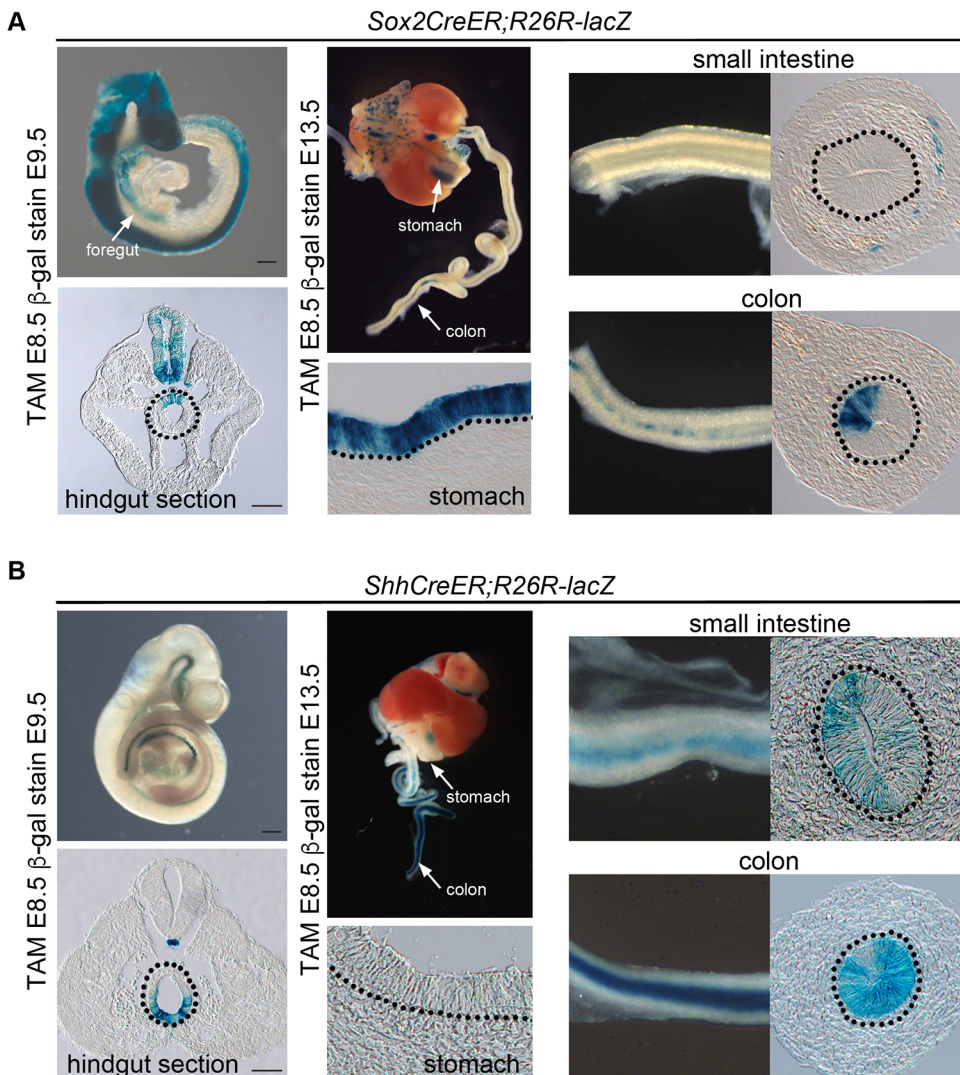 A
Sox2CreER;R26R-lacZ
TAM E8.5 β-gal stain E9.5
foregut
hindgut section
TAM E8.5 β-gal stain E13.5
stomach
colon
stomach
small intestine
colon
B
ShhCreER;R26R-lacZ
TAM E8.5 β-gal stain E9.5
hindgut section
TAM E8.5 β-gal stain E13.5
stomach
colon
stomach
small intestine
colon